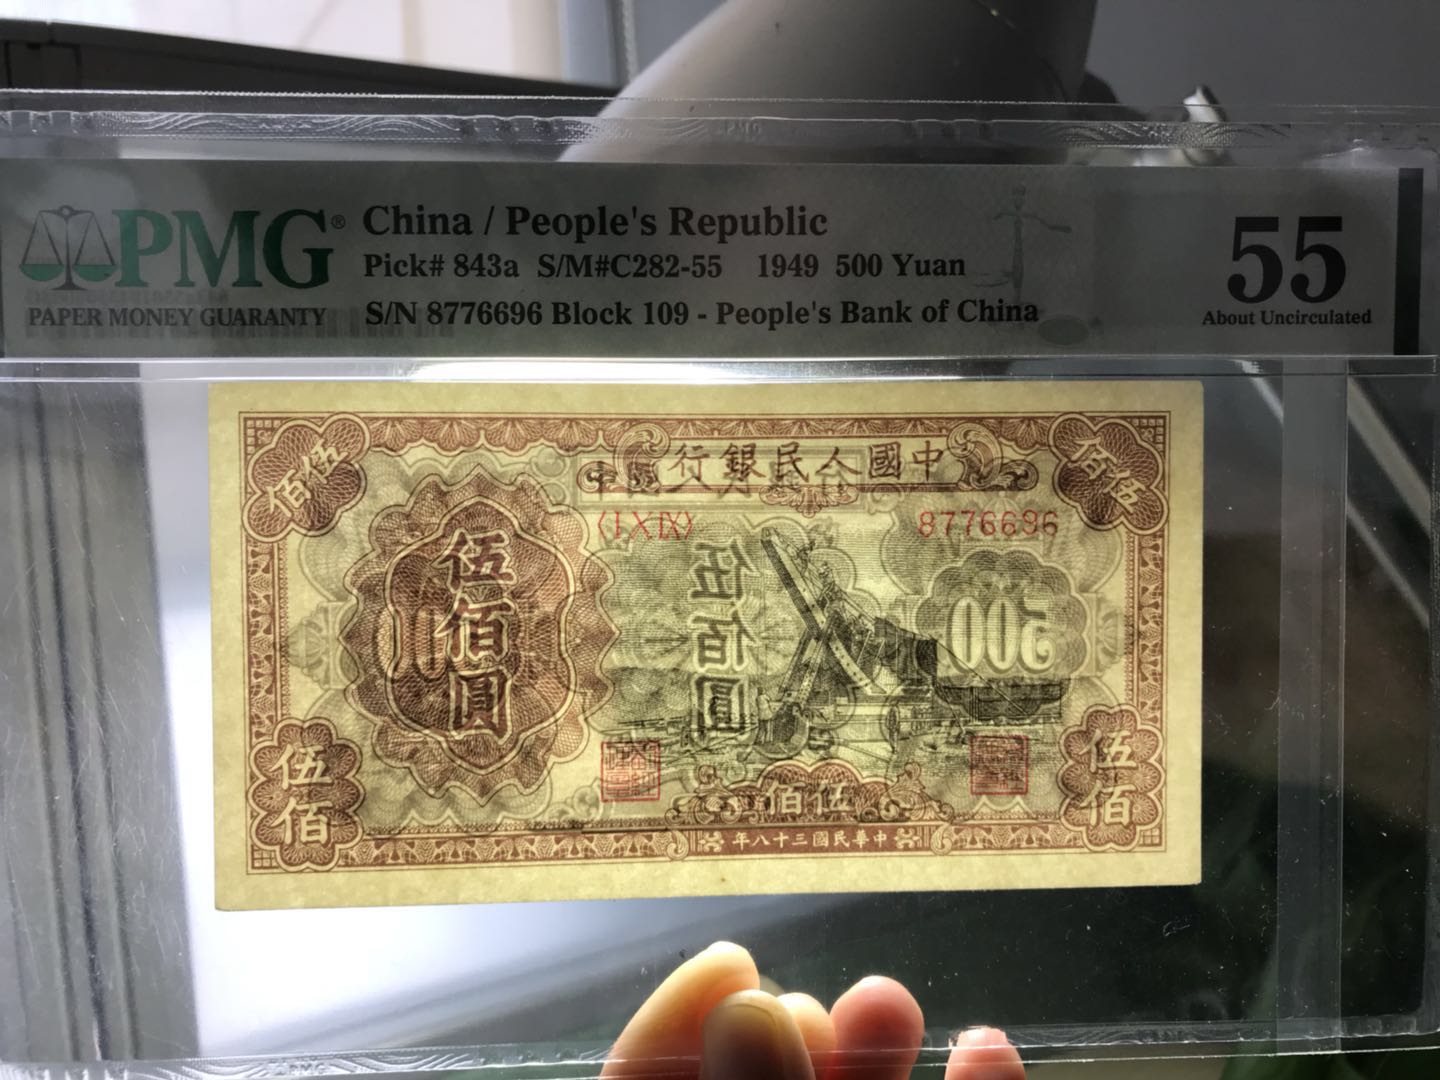 PMG® China / People's Republic
Pick# 843a S/M#C282-55 1949 500 Yuan
PAPER MONEY GUARANTY S/N 8776696 Block 109 - People's Bank of China
55
About Uncirculated
行銀民人國中
佰伍
佰伍
〈I X IX〉 8776696
伍佰圓
伍佰圓
500
伍佰
伍佰
佰伍
年八十三國民華中